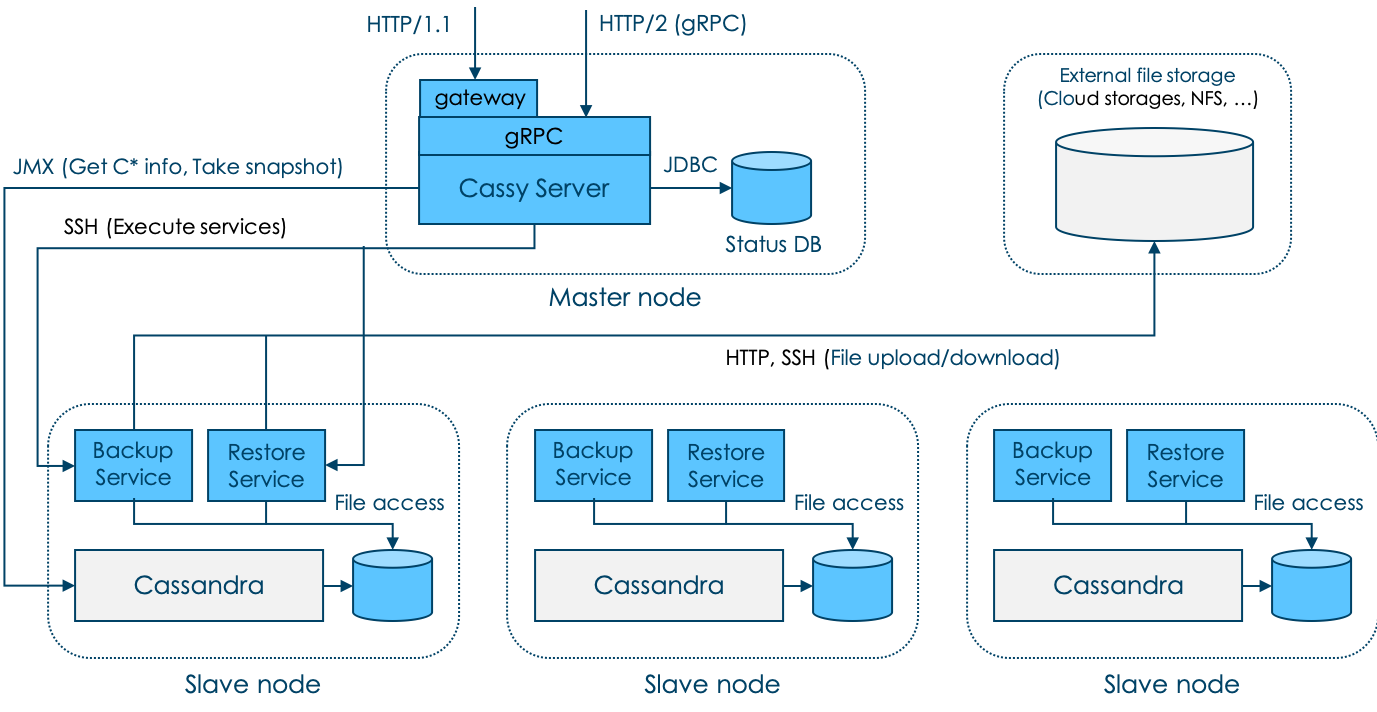 HTTP/1.1
HTTP/2 (gRPC)
gateway
gRPC
Cassy Server
JDBC
Status DB
Master node
External file storage
(Cloud storages, NFS, …)
JMX (Get C* info, Take snapshot)
SSH (Execute services)
HTTP, SSH (File upload/download)
Backup
Service
Restore
Service
File access
Cassandra
Slave node
Backup
Service
Restore
Service
File access
Cassandra
Slave node
Backup
Service
Restore
Service
File access
Cassandra
Slave node